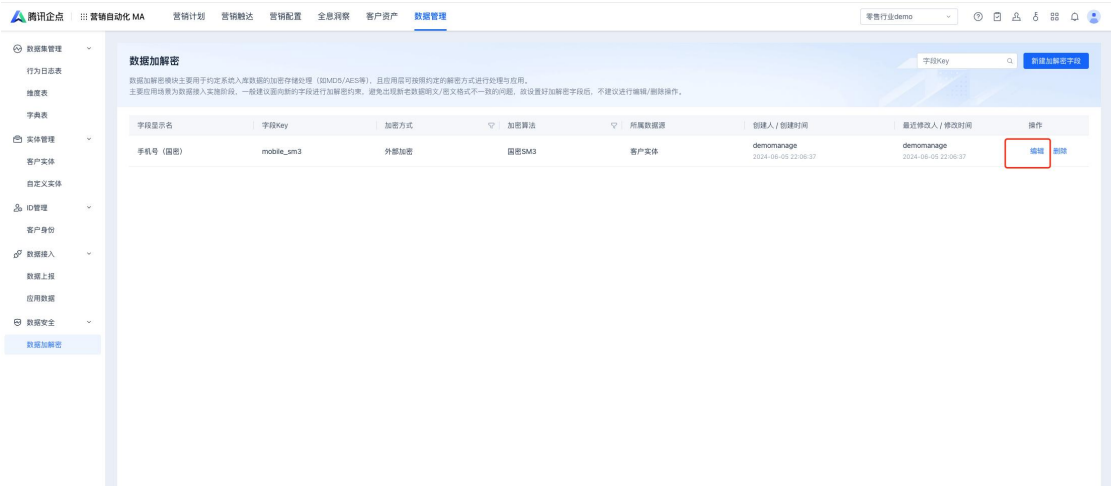 腾讯企点 营销自动化 MA 营销计划 营销触达 营销配置 全息洞察 客户资产 数据管理 零售行业demo
数据集管理
行为日志表
维度表
字典表
实体管理
客户实体
自定义实体
ID管理
客户身份
数据接入
数据上报
应用数据
数据安全
数据加解密
数据加解密
字段Key 新建加解密字段
数据加解密模块主要用于约定系统入库数据的加密存储处理（如MD5/AES等），且应用层可按照约定的解密方式进行处理与应用。
主要应用场景为数据接入实施阶段，一般建议面向新的字段进行加解密约束，避免出现新老数据明文/密文格式不一致的问题，故设置好加解密字段后，不建议进行编辑/删除操作。
字段显示名 字段Key 加密方式 加密算法 所属数据源 创建人 / 创建时间 最近修改人 / 修改时间 操作
手机号（国密） mobile_sm3 外部加密 国密SM3 客户实体 demomanage demomanage 编辑 删除
2024-06-05 22:06:37 2024-06-05 22:06:37